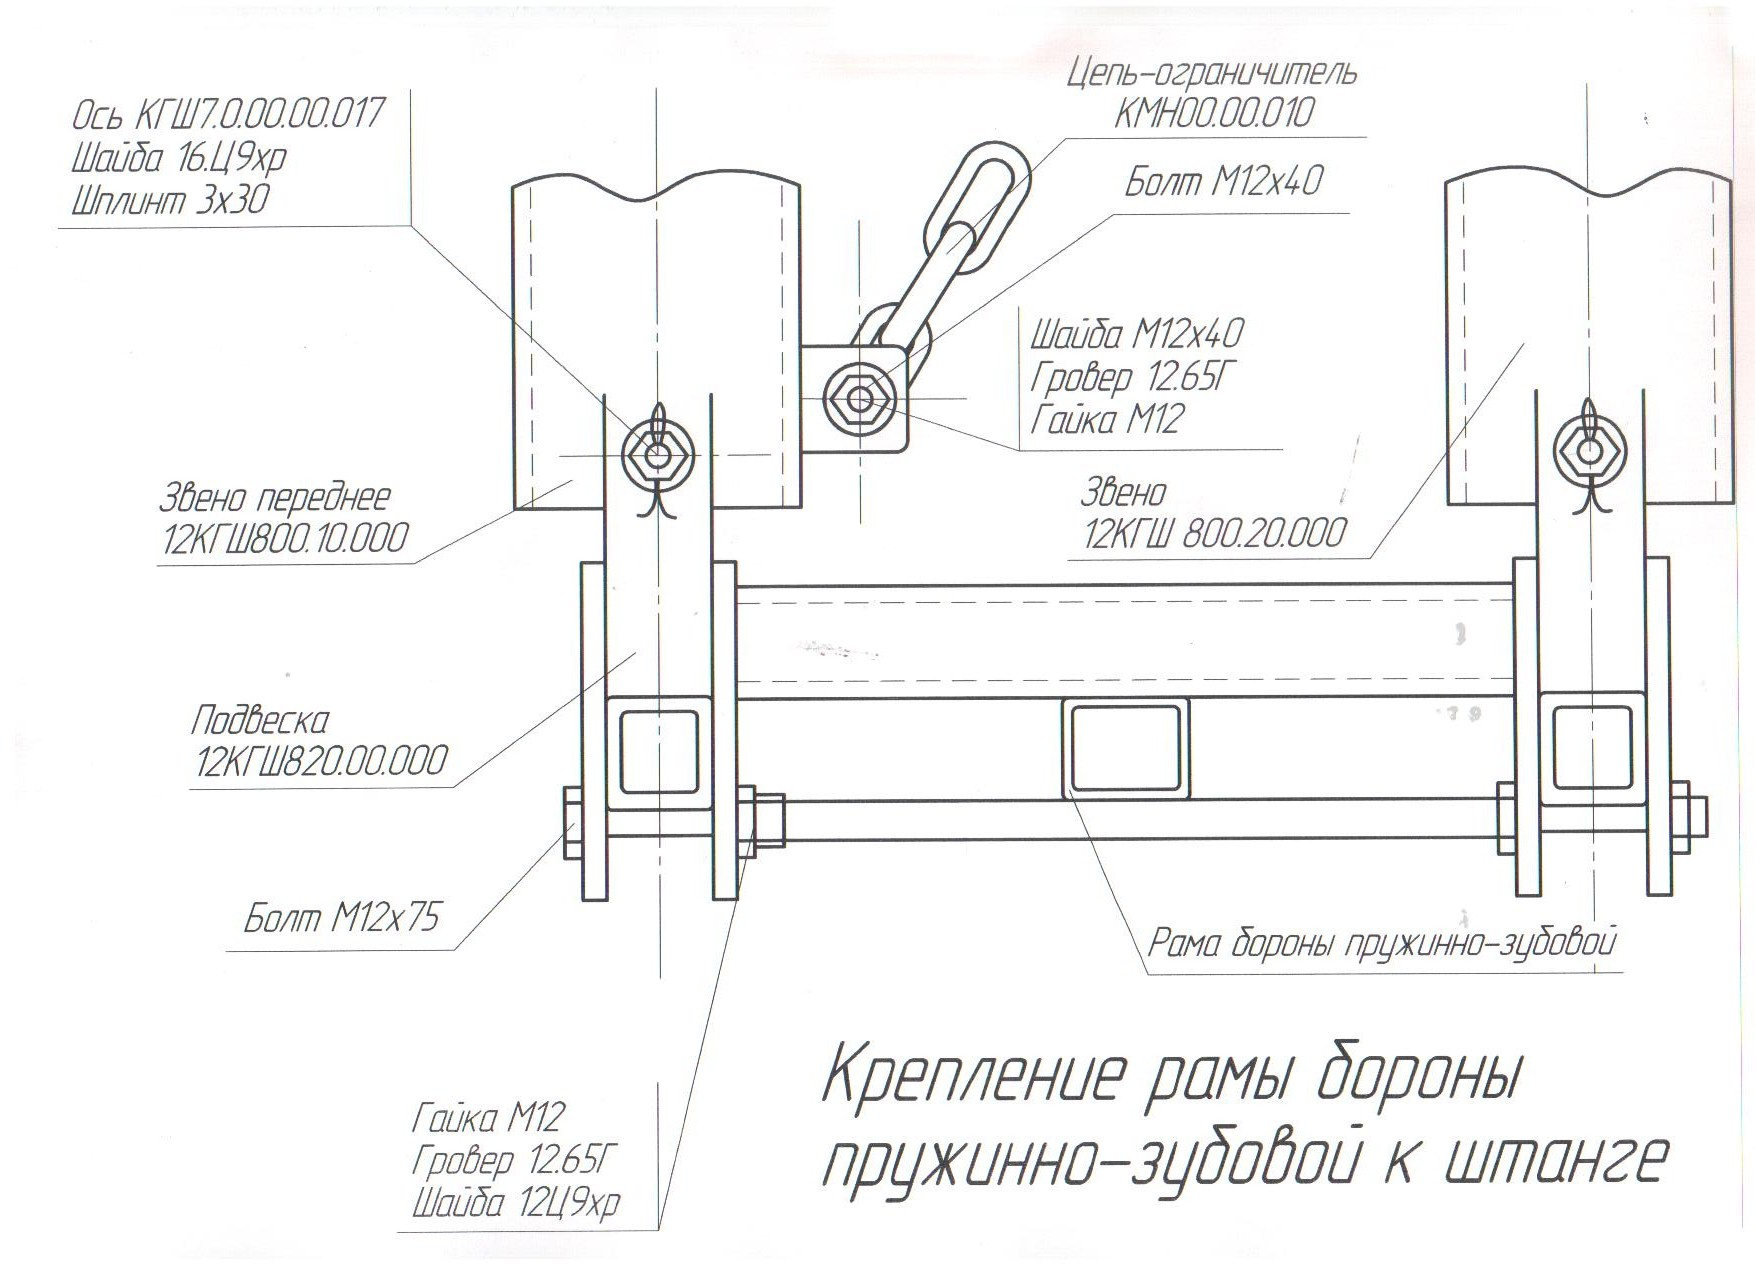 Ось КГШ7.0.00.00.017
Шайба 16.Ц9хр
Шплинт 3х30
Цепь-ограничитель
КМН00.00.010
Болт М12х40
Шайба М12х40
Гровер 12.65Г
Гайка М12
Звено переднее
12КГШ800.10.000
Звено
12КГШ 800.20.000
Подвеска
12КГШ820.00.000
Болт М12х75
Рама бороны пружинно-зубовой
Гайка М12
Гровер 12.65Г
Шайба 12Ц9хр
Крепление рамы бороны
пружинно-зубовой к штанге